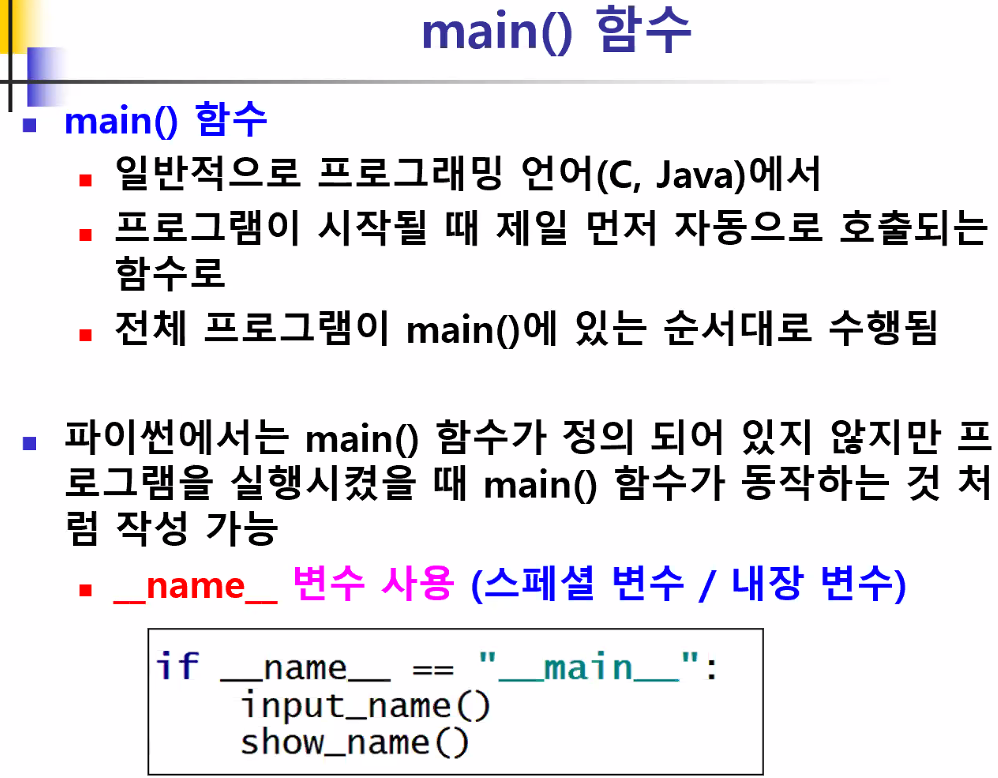 main() 함수
main() 함수
일반적으로 프로그래밍 언어(C, Java)에서
프로그램이 시작될 때 제일 먼저 자동으로 호출되는
함수로
전체 프로그램이 main()에 있는 순서대로 수행됨
파이썬에서는 main() 함수가 정의 되어 있지 않지만 프
로그램을 실행시켰을 때 main() 함수가 동작하는 것 처
럼 작성 가능
__name__ 변수 사용 (스페셜 변수 / 내장 변수)
if __name__ == "__main__":
    input_name()
    show_name()